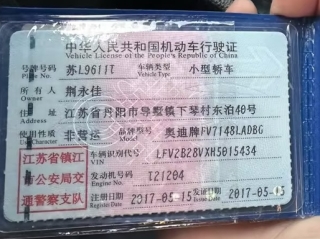 中华人民共和国机动车行驶证
Vehicle License of the People's Republic of China
号牌号码 苏L9611T 车辆类型 小型轿车
Plate No. Vehicle Type
所有人 荆永佳
Owner
住址 江苏省丹阳市导墅镇下琴村东泊40号
Address
使用性质 非营运 品牌型号 奥迪牌FV7148LADBG
Use Character Model
江苏省镇江
市公安局交
通警察支队
车辆识别代号 LFV2B28VXH5015434
VIN
发动机号码 T21204
Engine No.
注册日期 2017-05-15 发证日期 2017-05-15
Register Date Issue Date